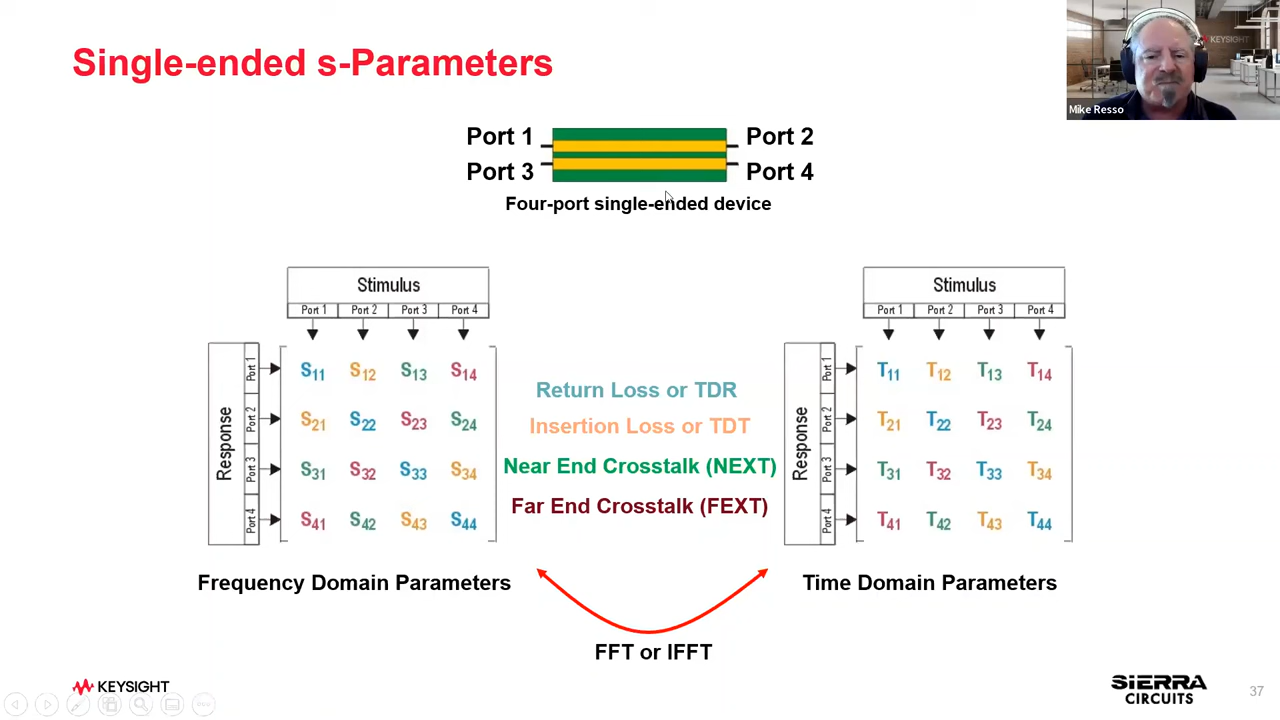 Single-ended s-Parameters
KEYSIGHT
Mike Resso
Port 1
Port 2
Port 3
Port 4
Four-port single-ended device
Stimulus
Port 1 Port 2 Port 3 Port 4
Response
Port 1
Port 2
Port 3
Port 4
S11 S12 S13 S14
S21 S22 S23 S24
S31 S32 S33 S34
S41 S42 S43 S44
Frequency Domain Parameters
Return Loss or TDR
Insertion Loss or TDT
Near End Crosstalk (NEXT)
Far End Crosstalk (FEXT)
Stimulus
Port 1 Port 2 Port 3 Port 4
Response
Port 1
Port 2
Port 3
Port 4
T11 T12 T13 T14
T21 T22 T23 T24
T31 T32 T33 T34
T41 T42 T43 T44
Time Domain Parameters
FFT or IFFT
KEYSIGHT
SIERRA
CIRCUITS
37